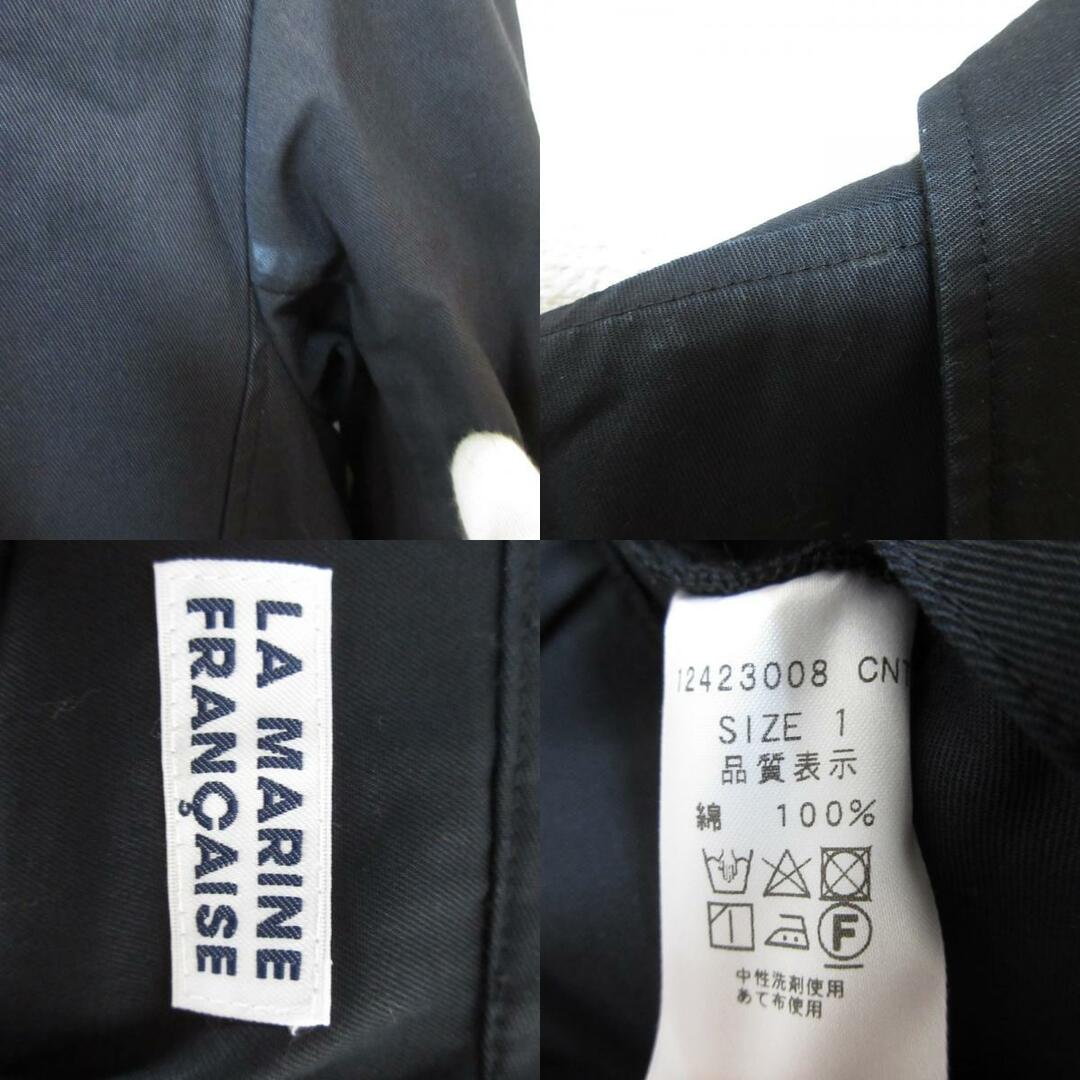 LA MARINE
FRANÇAISE
12423008 CNT
SIZE 1
品質表示
綿 100%
F
中性洗剤使用
あて布使用